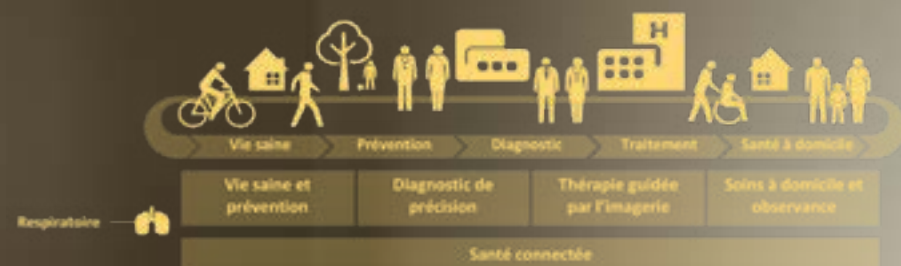 H
Vie saine
Prévention
Diagnostic
Traitement
Santé à domicile
Vie saine et
prévention
Diagnostic de
précision
Thérapie guidée
par l'imagerie
Soins à domicile et
observance
Respiratoire
Santé connectée